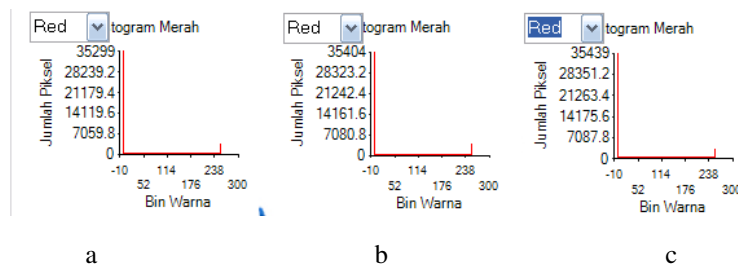 Red togram Merah
35299
28239.2
21179.4
14119.6
7059.8
0
Jumlah Piksel
-10 114 238
52 176 300
Bin Warna
a
Red togram Merah
35404
28323.2
21242.4
14161.6
7080.8
0
Jumlah Piksel
-10 114 238
52 176 300
Bin Warna
b
Red togram Merah
35439
28351.2
21263.4
14175.6
7087.8
0
Jumlah Piksel
-10 114 238
52 176 300
Bin Warna
c